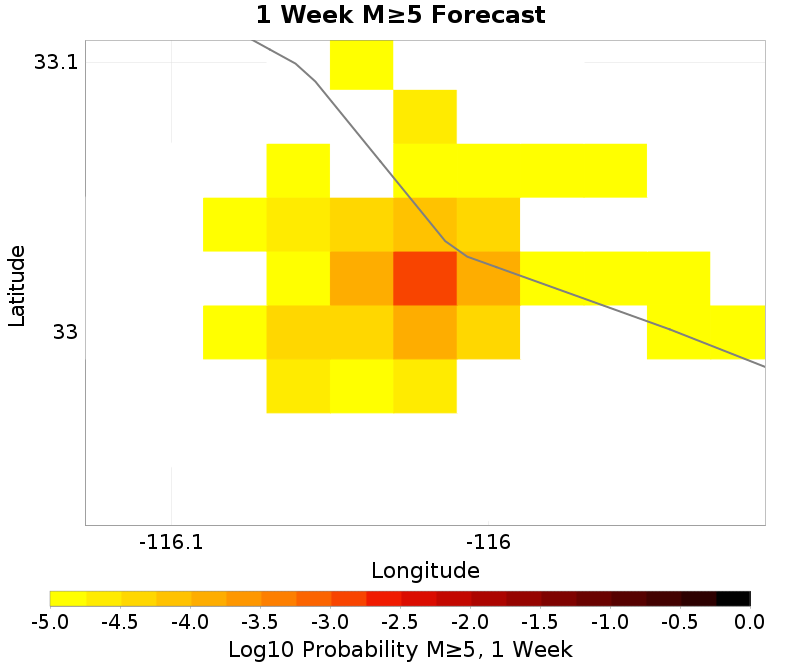 1 Week M≥5 Forecast
33.1
33
Latitude
-116.1 -116
Longitude
-5.0 -4.5 -4.0 -3.5 -3.0 -2.5 -2.0 -1.5 -1.0 -0.5 0.0
Log10 Probability M≥5, 1 Week